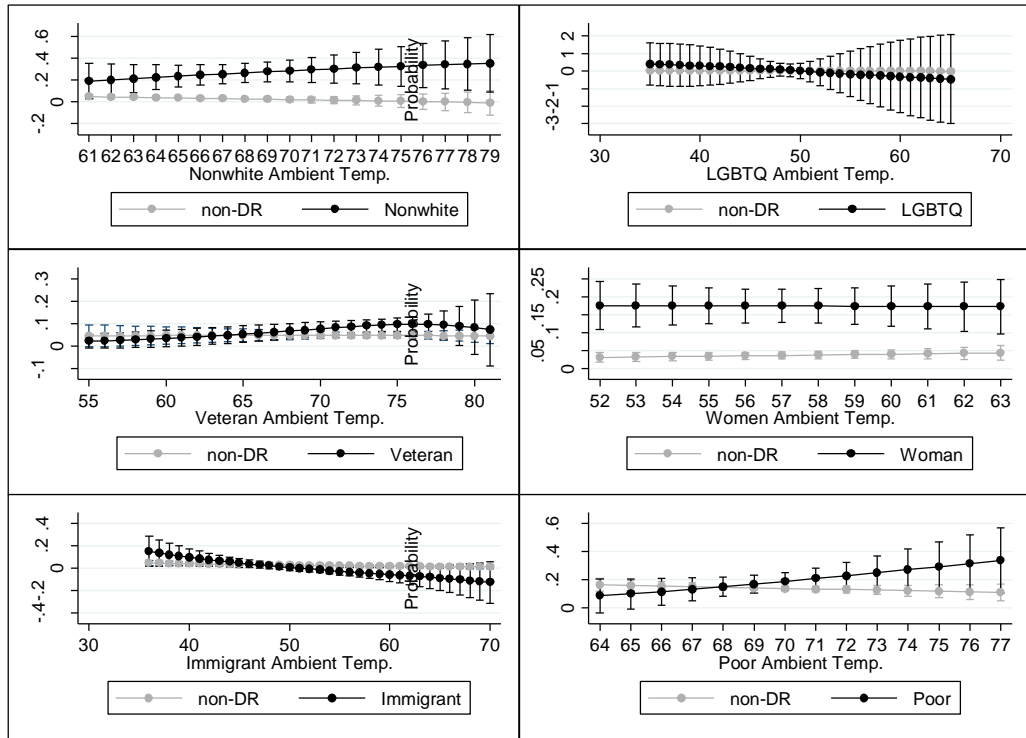 -.2 0 .2 .4 .6
Probability
61 62 63 64 65 66 67 68 69 70 71 72 73 74 75 76 77 78 79
Nonwhite Ambient Temp.
non-DR Nonwhite
-3 -2 -1 0 1 2
30 40 50 60 70
LGBTQ Ambient Temp.
non-DR LGBTQ
-.1 0 .1 .2 .3
Probability
55 60 65 70 75 80
Veteran Ambient Temp.
non-DR Veteran
0 .05 .1 .15 .2 .25
52 53 54 55 56 57 58 59 60 61 62 63
Women Ambient Temp.
non-DR Woman
-.4 -.2 0 .2 .4
Probability
30 40 50 60 70
Immigrant Ambient Temp.
non-DR Immigrant
0 .2 .4 .6
64 65 66 67 68 69 70 71 72 73 74 75 76 77
Poor Ambient Temp.
non-DR Poor